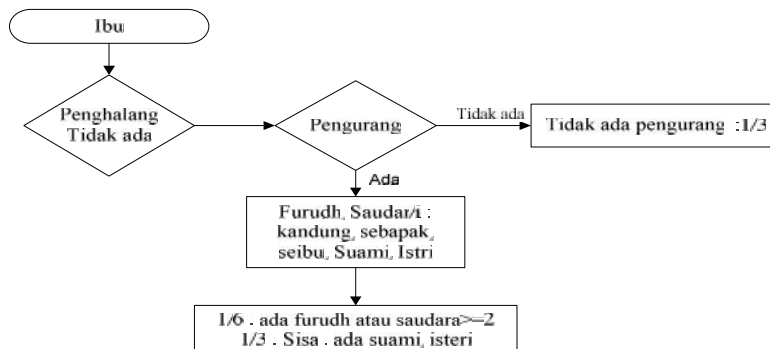 Ibu
Penghalang
Tidak ada
Pengurang
Tidak ada
Tidak ada pengurang :1/3
Ada
Furudh, Saudar/i :
kandung, sebapak,
seibu, Suami, Istri
1/6 . ada furudh atau saudara>=2
1/3 . Sisa . ada suami, isteri